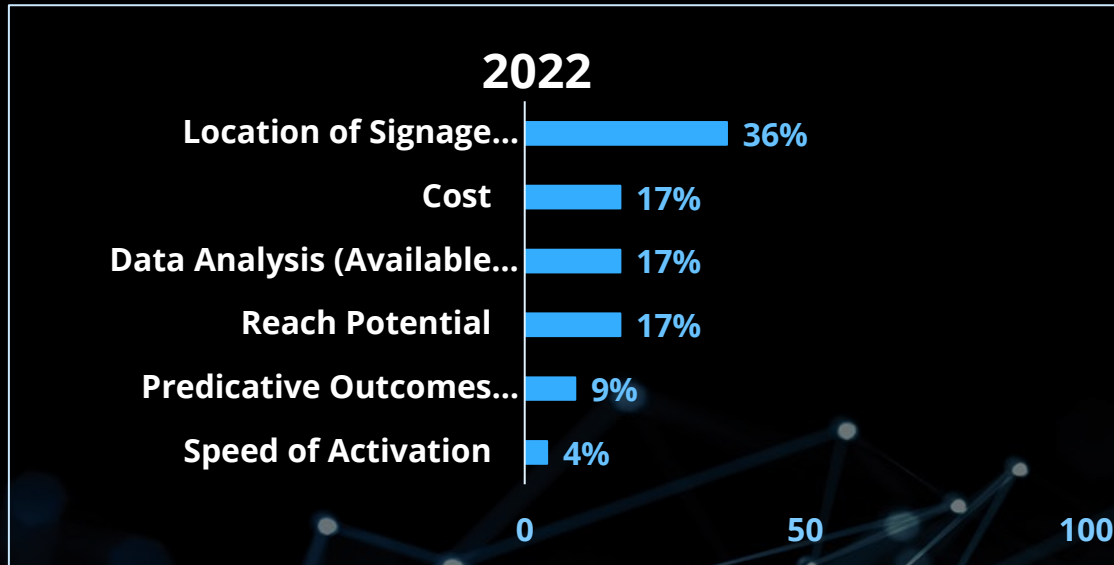 2022
Location of Signage... 36%
Cost 17%
Data Analysis (Available... 17%
Reach Potential 17%
Predicative Outcomes... 9%
Speed of Activation 4%
0 50 100